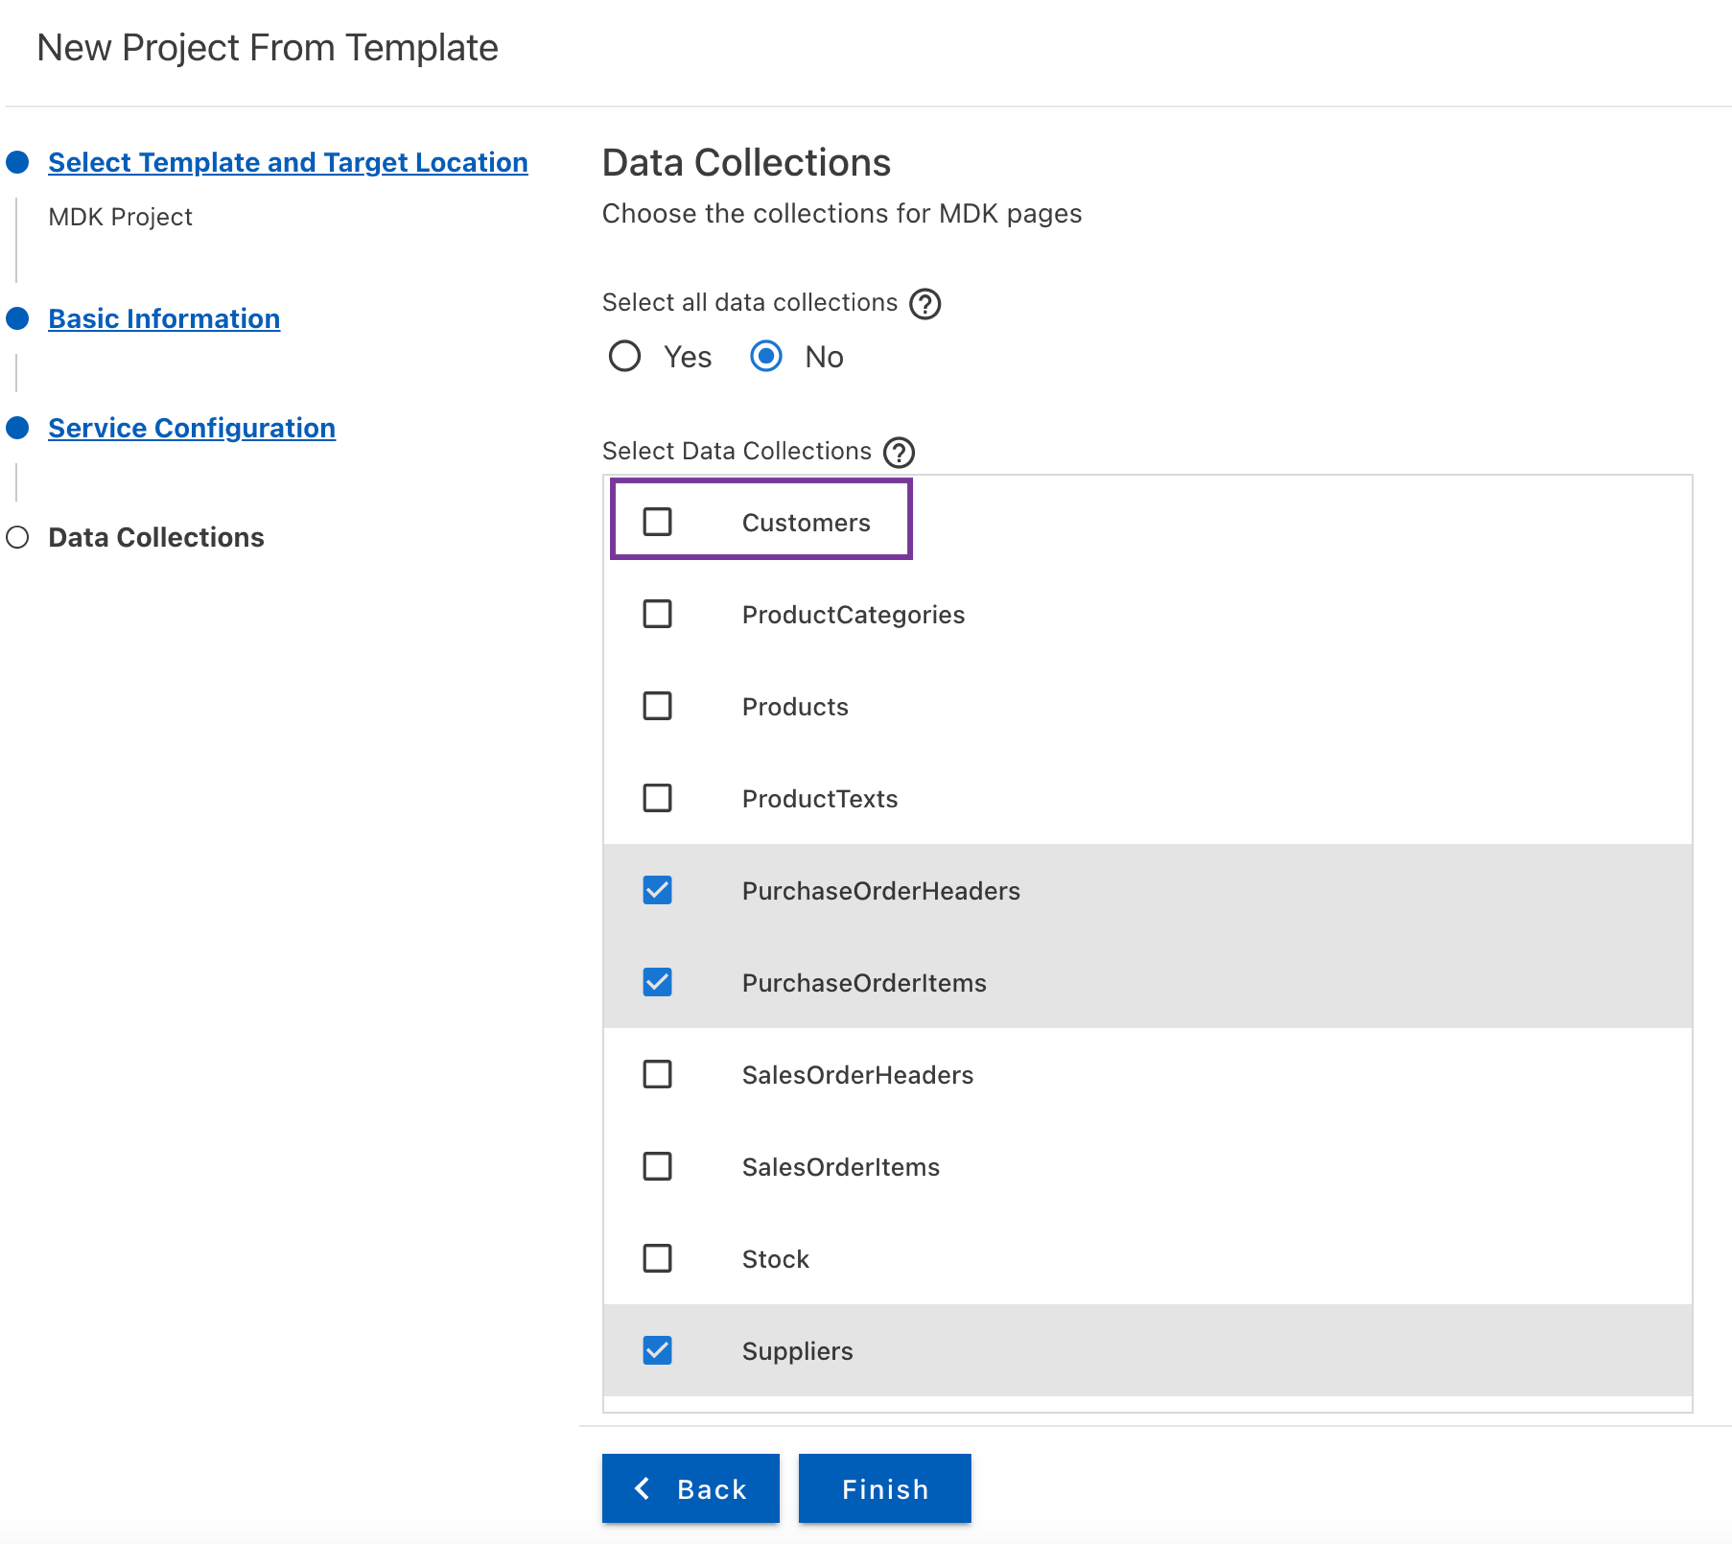 New Project From Template
Select Template and Target Location
MDK Project
Basic Information
Service Configuration
Data Collections
Data Collections
Choose the collections for MDK pages
Select all data collections ?
Yes No
Select Data Collections ?
Customers
ProductCategories
Products
ProductTexts
PurchaseOrderHeaders
PurchaseOrderItems
SalesOrderHeaders
SalesOrderItems
Stock
Suppliers
Back Finish